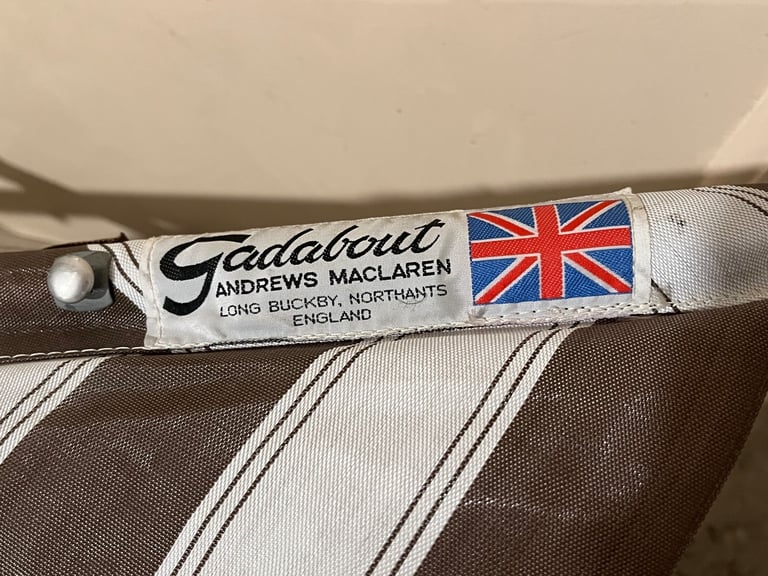 Gadabout
ANDREWS MACLAREN
LONG BUCKBY, NORTHANTS
ENGLAND